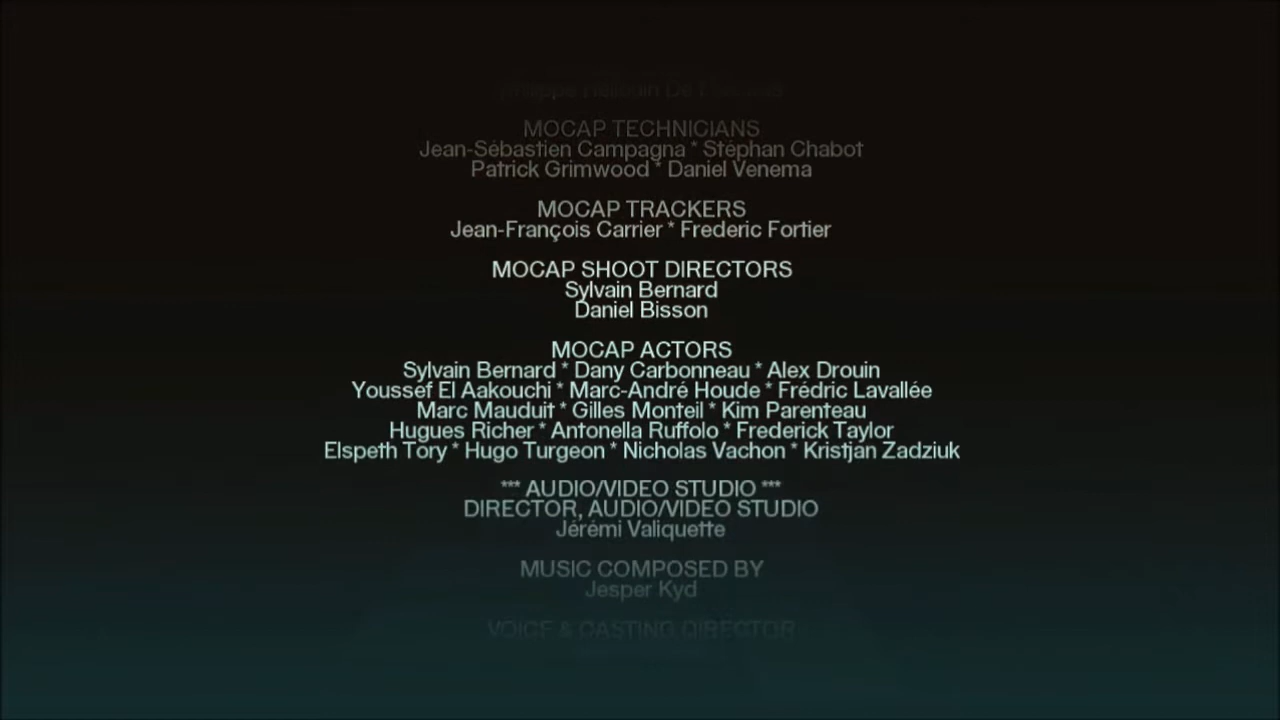 MOCAP TECHNICIANS
Jean-Sébastien Campagna * Stéphan Chabot
Patrick Grimwood * Daniel Venema
MOCAP TRACKERS
Jean-François Carrier * Frederic Fortier
MOCAP SHOOT DIRECTORS
Sylvain Bernard
Daniel Bisson
MOCAP ACTORS
Sylvain Bernard * Dany Carbonneau * Alex Drouin
Youssef El Aakouchi * Marc-André Houde * Frédric Lavallée
Marc Mauduit * Gilles Monteil * Kim Parenteau
Hugues Richer * Antonella Ruffolo * Frederick Taylor
Elspeth Tory * Hugo Turgeon * Nicholas Vachon * Kristjan Zadziuk
*** AUDIO/VIDEO STUDIO ***
DIRECTOR, AUDIO/VIDEO STUDIO
Jérémi Valiquette
MUSIC COMPOSED BY
Jesper Kyd
VOICE & CASTING DIRECTOR